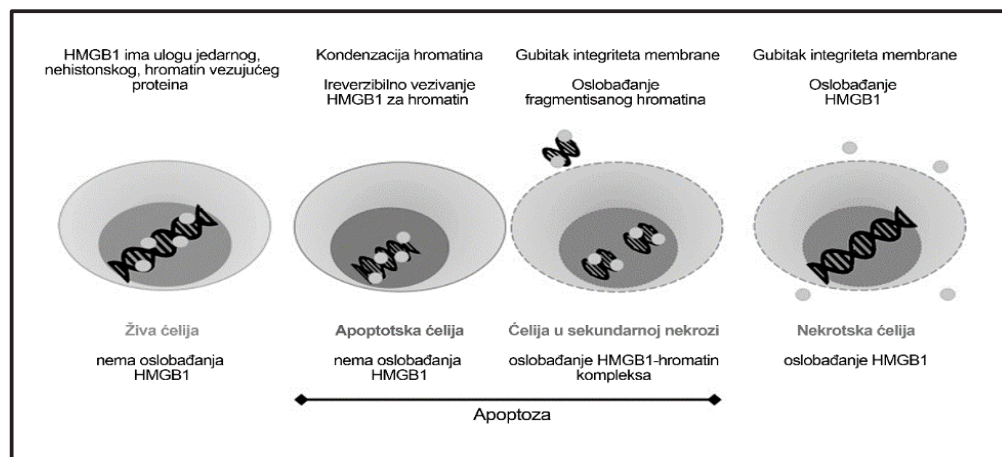 HMGB1 ima ulogu jedarnog,
nehistonskog, hromatin vezujućeg
proteina
Kondenzacija hromatina
Ireverzibilno vezivanje
HMGB1 za hromatin
Gubitak integriteta membrane
Oslobađanje
fragmentisanog hromatina
Gubitak integriteta membrane
Oslobađanje
HMGB1
Živa ćelija
nema oslobađanja
HMGB1
Apoptotska ćelija
nema oslobađanja
HMGB1
Ćelija u sekundarnoj nekrozi
oslobađanje HMGB1-hromatin
kompleksa
Nekrotska ćelija
oslobađanje HMGB1
Apoptoza